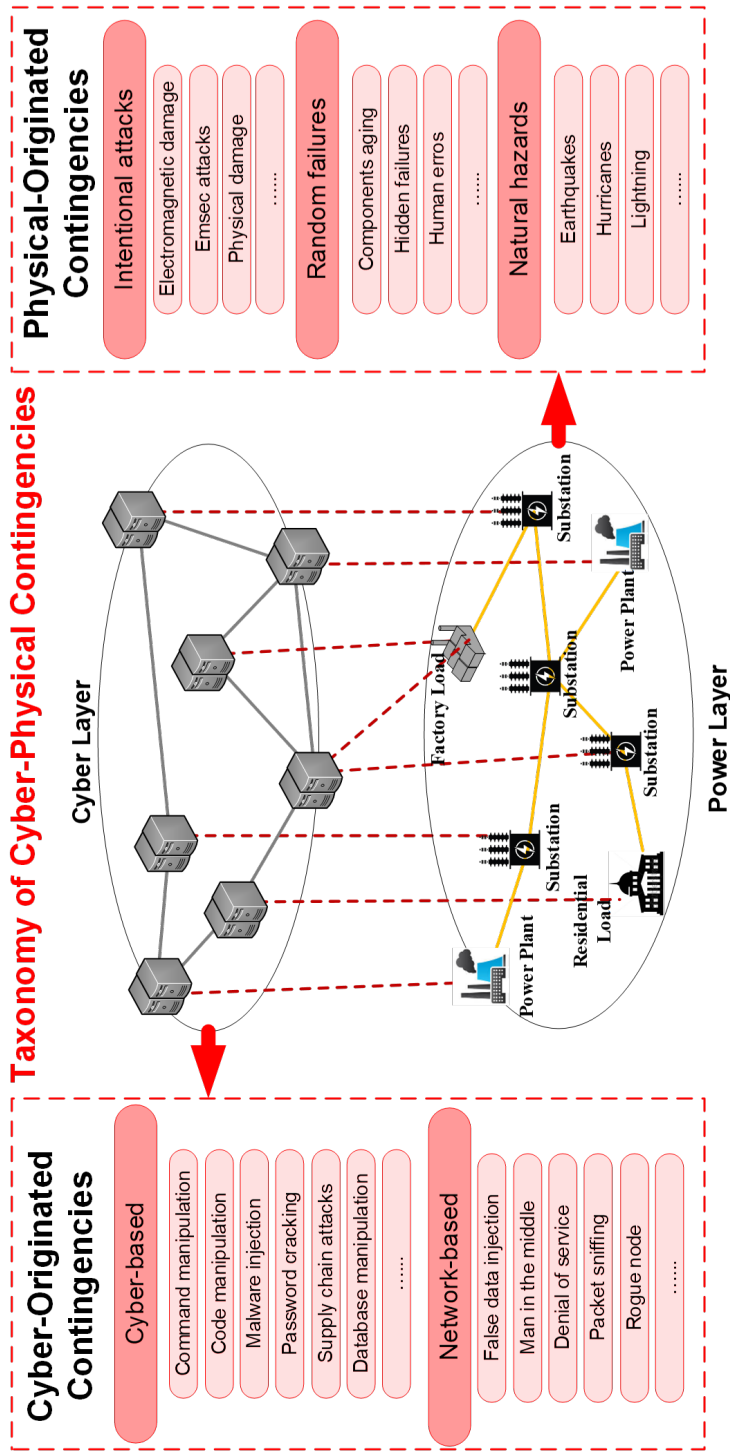 Taxonomy of Cyber-Physical Contingencies
Cyber-Originated
Contingencies
Cyber-based
Command manipulation
Code manipulation
Malware injection
Password cracking
Supply chain attacks
Database manipulation
......
Network-based
False data injection
Man in the middle
Denial of service
Packet sniffing
Rogue node
......
Cyber Layer
Factory Load
Substation
Substation
Substation
Substation
Power Plant
Power Plant
Residential
Load
Power Layer
Physical-Originated
Contingencies
Intentional attacks
Electromagnetic damage
Emsec attacks
Physical damage
......
Random failures
Components aging
Hidden failures
Human erros
......
Natural hazards
Earthquakes
Hurricanes
Lightning
......